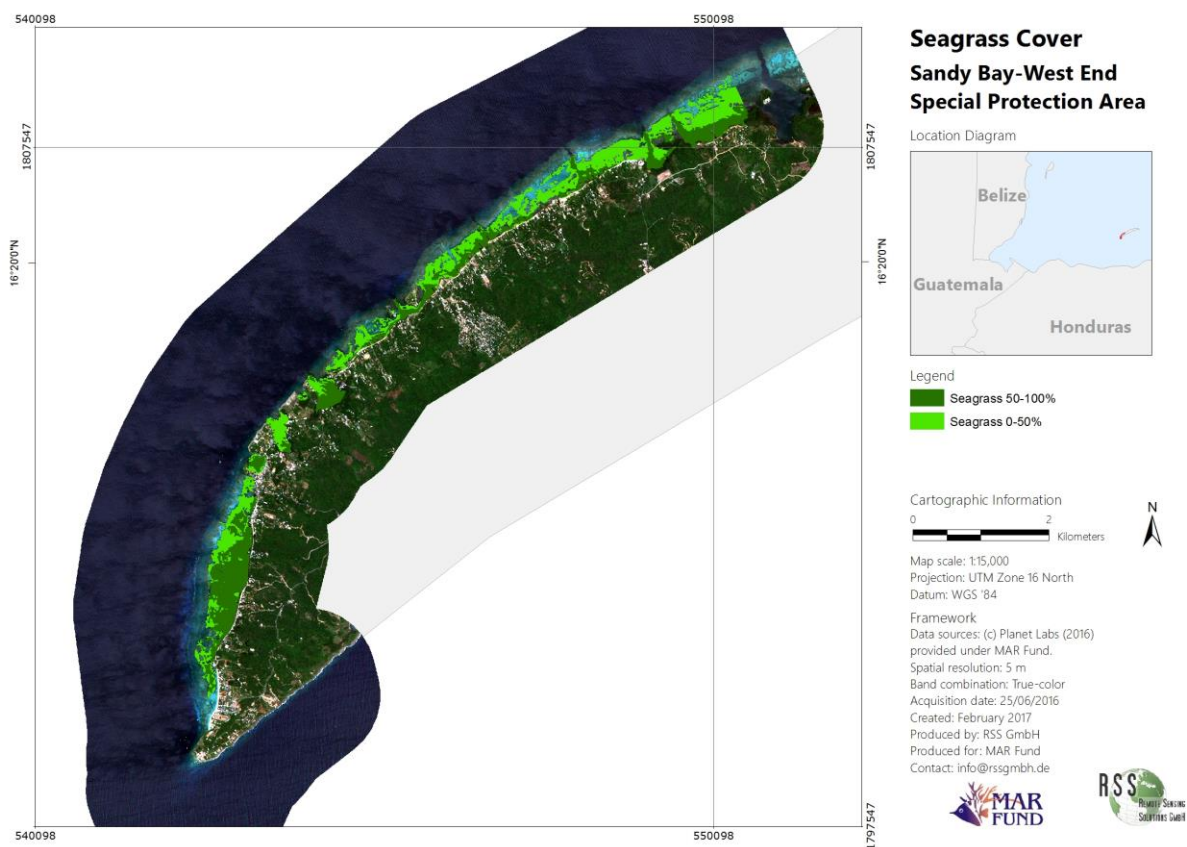 540098
550098
1807547
1807547
16°20'0"N
16°20'0"N
540098
550098
1797547
Seagrass Cover
Sandy Bay-West End
Special Protection Area
Location Diagram
Belize
Guatemala
Honduras
Legend
Seagrass 50-100%
Seagrass 0-50%
Cartographic Information
0 2
Kilometers
N
Map scale: 1:15,000
Projection: UTM Zone 16 North
Datum: WGS '84
Framework
Data sources: (c) Planet Labs (2016)
provided under MAR Fund.
Spatial resolution: 5 m
Band combination: True-color
Acquisition date: 25/06/2016
Created: February 2017
Produced by: RSS GmbH
Produced for: MAR Fund
Contact: info@rssgmbh.de
MAR
FUND
RSS
Remote Sensing
Solutions GmbH